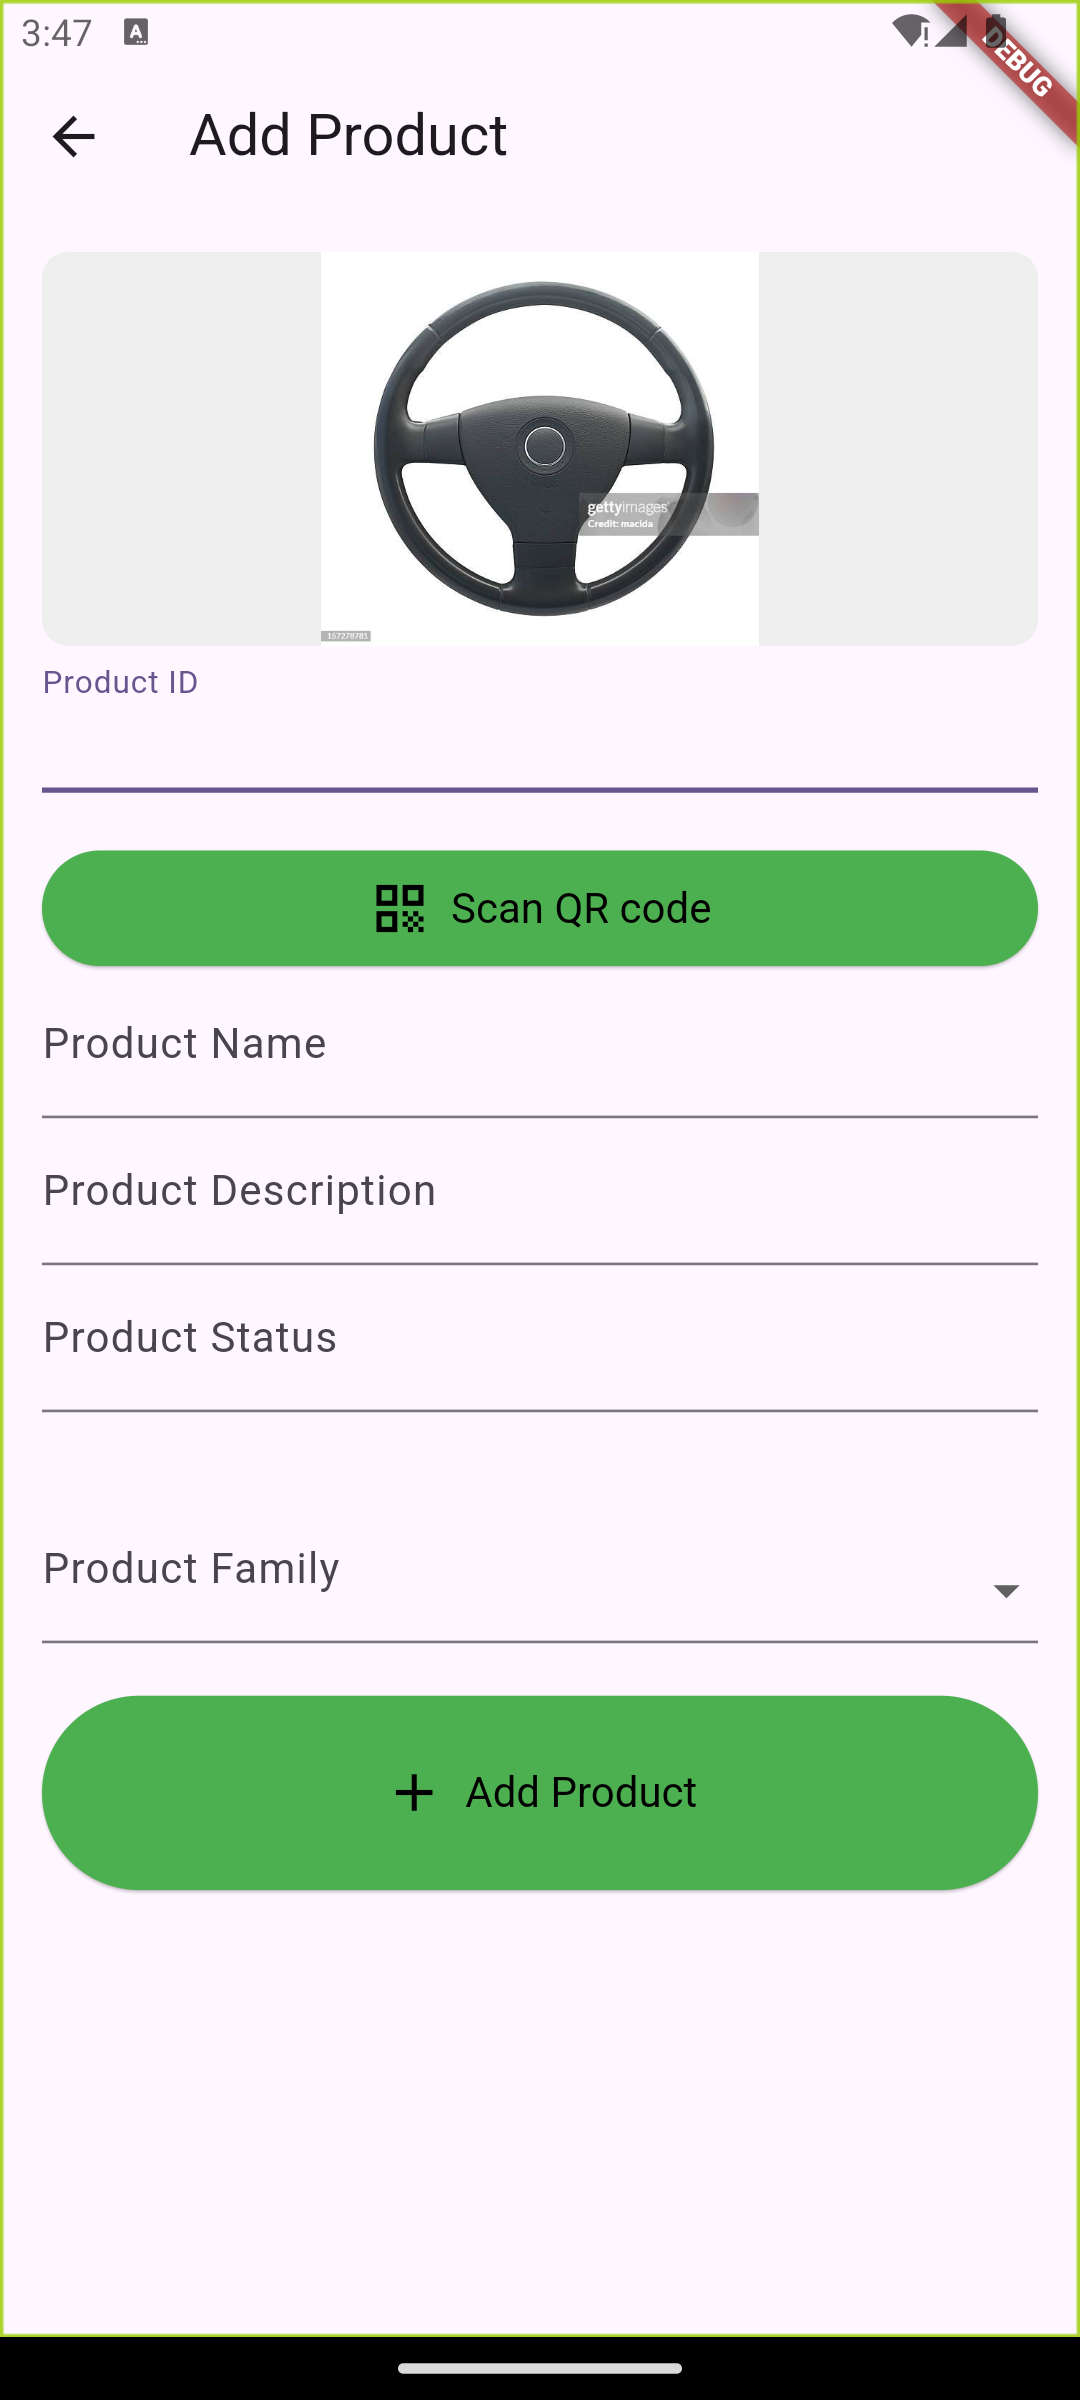 3:47
A
DEBUG
Add Product
gettyimages
Credit: macida
157278781
Product ID
Scan QR code
Product Name
Product Description
Product Status
Product Family
Add Product